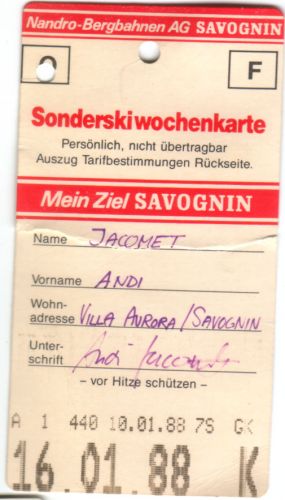 Nandro-Bergbahnen AG SAVOGNIN
F
Sonderskiwochenkarte
Persönlich, nicht übertragbar
Auszug Tarifbestimmungen Rückseite.
Mein Ziel SAVOGNIN
Name JACOMET
Vorname ANDI
Wohn-
adresse VILLA AURORA/SAVOGNIN
Unter-
schrift Andi Jacomet
– vor Hitze schützen –
A 1 440 10.01.88 7S GK
16.01.88 K